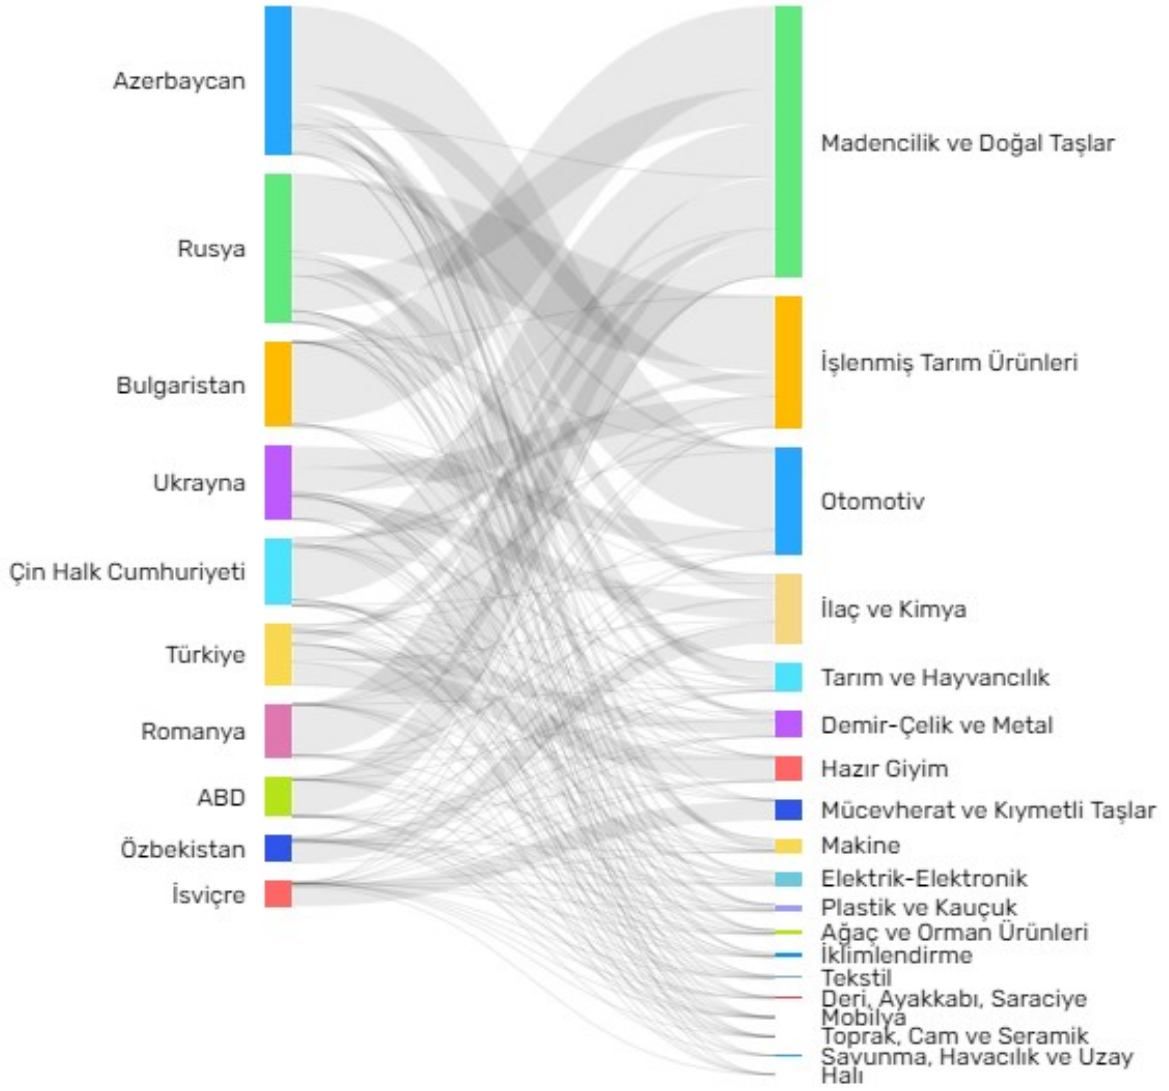 Azerbaycan
Rusya
Bulgaristan
Ukrayna
Çin Halk Cumhuriyeti
Türkiye
Romanya
ABD
Özbekistan
İsviçre
Madencilik ve Doğal Taşlar
İşlenmiş Tarım Ürünleri
Otomotiv
İlaç ve Kimya
Tarım ve Hayvancılık
Demir-Çelik ve Metal
Hazır Giyim
Mücevherat ve Kıymetli Taşlar
Makine
Elektrik-Elektronik
Plastik ve Kauçuk
Ağaç ve Orman Ürünleri
İklimlendirme
Tekstil
Deri, Ayakkabı, Saraciye
Mobilya
Toprak, Cam ve Seramik
Savunma, Havacılık ve Uzay
Halı